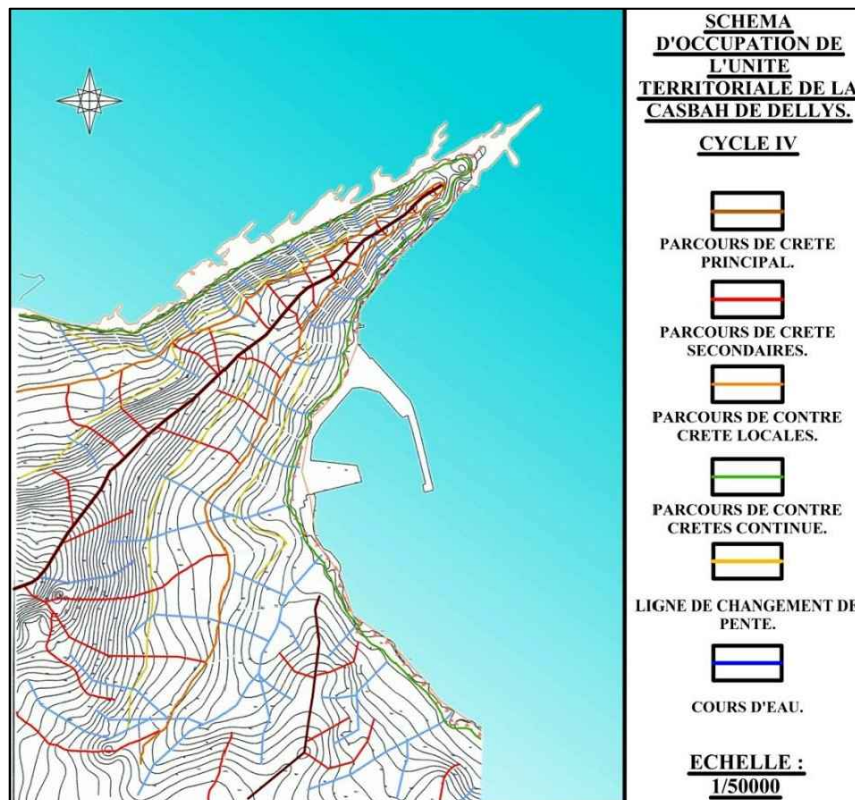 SCHEMA
D'OCCUPATION DE
L'UNITE
TERRITORIALE DE LA
CASBAH DE DELLYS.
CYCLE IV
PARCOURS DE CRETE
PRINCIPAL.
PARCOURS DE CRETE
SECONDAIRES.
PARCOURS DE CONTRE
CRETE LOCALES.
PARCOURS DE CONTRE
CRETES CONTINUE.
LIGNE DE CHANGEMENT DE
PENTE.
COURS D'EAU.
ECHELLE :
1/50000